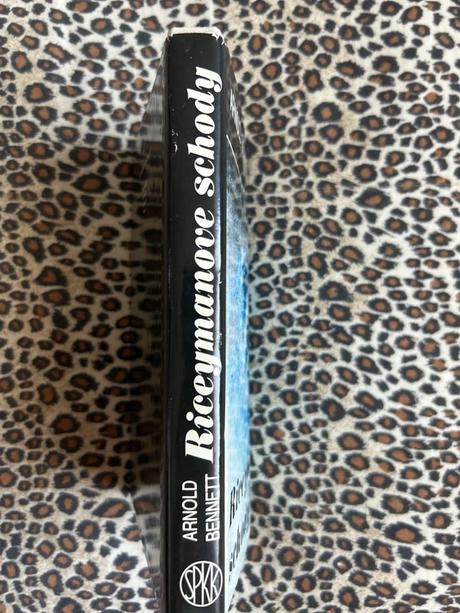 ARNOLD
BENNETT
Riceymanove schody
SPKK